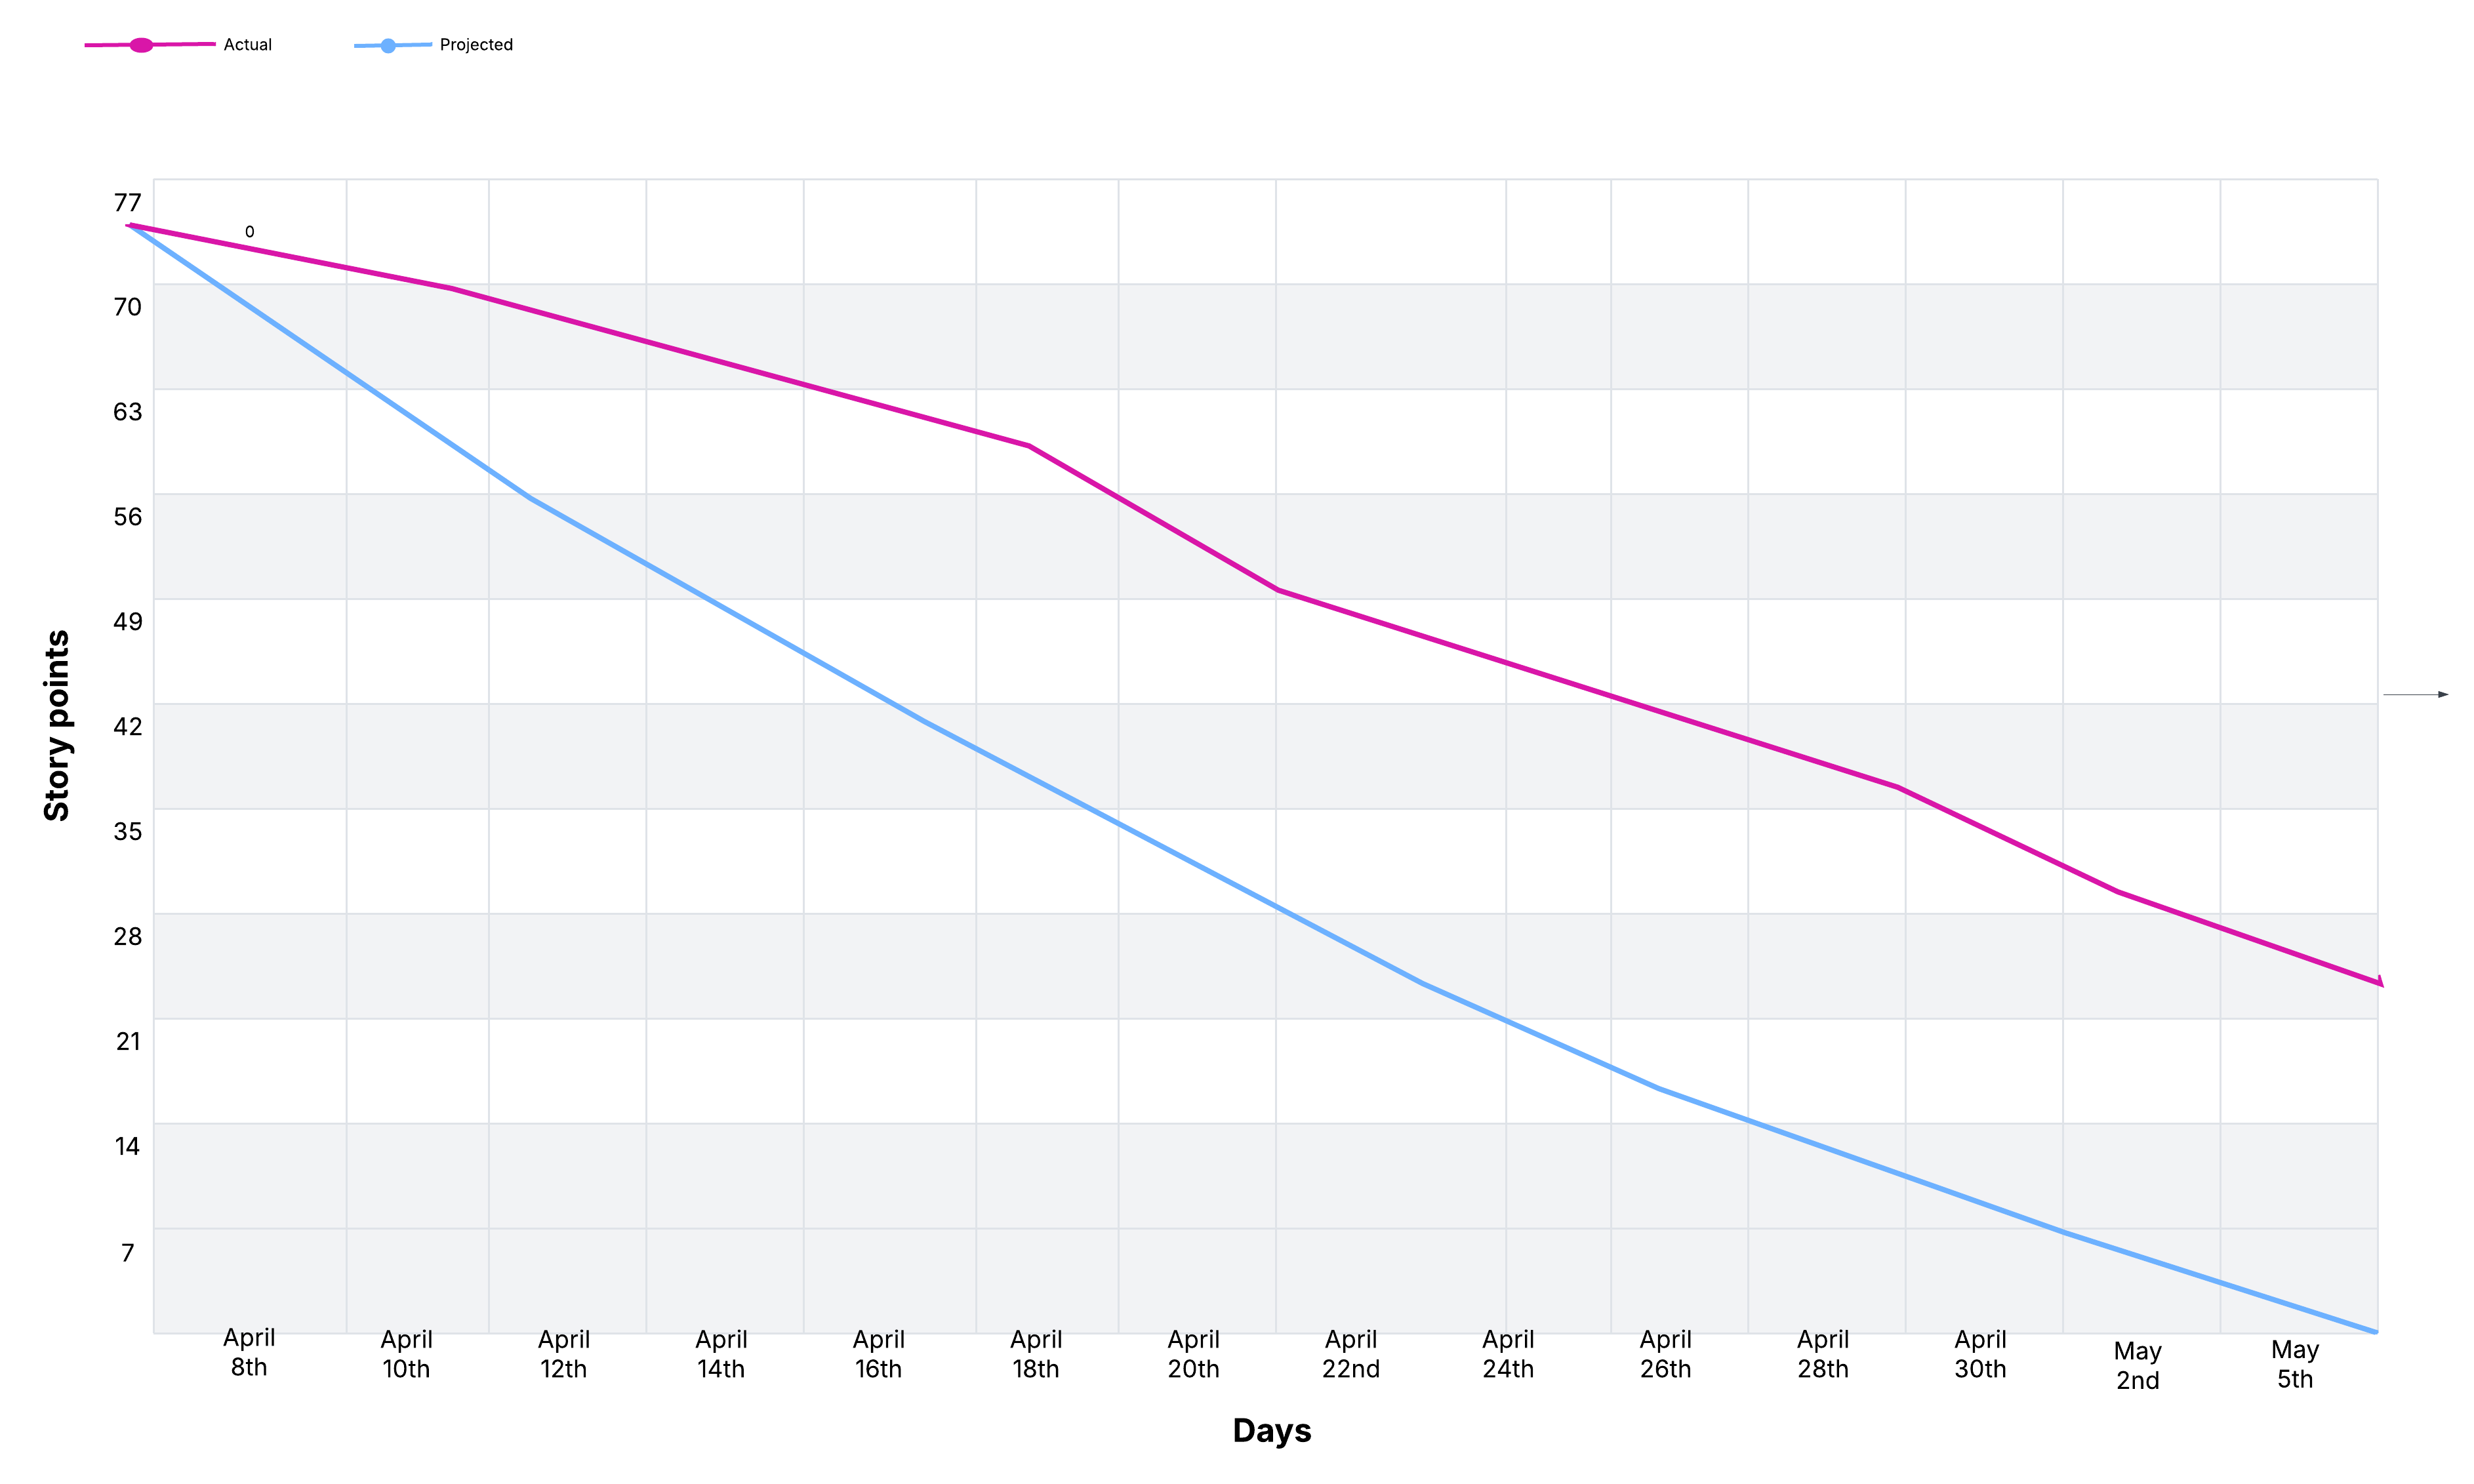 Actual
Projected
77
0
70
63
56
49
42
35
28
21
14
7
Story points
April
8th
April
10th
April
12th
April
14th
April
16th
April
18th
April
20th
April
22nd
April
24th
April
26th
April
28th
April
30th
May
2nd
May
5th
Days